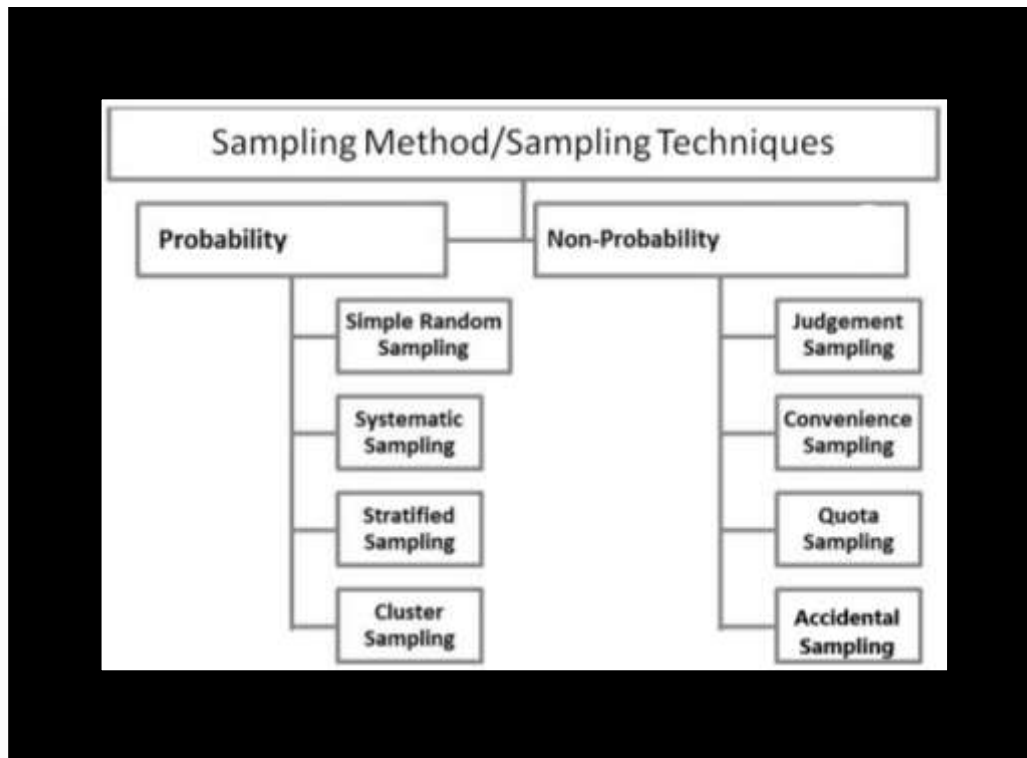 Sampling Method/Sampling Techniques
Probability
Simple Random
Sampling
Systematic
Sampling
Stratified
Sampling
Cluster
Sampling
Non-Probability
Judgement
Sampling
Convenience
Sampling
Quota
Sampling
Accidental
Sampling